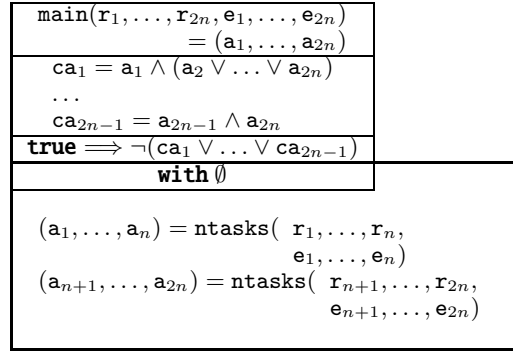 main(r₁, …, r₂ₙ, e₁, …, e₂ₙ)
= (a₁, …, a₂ₙ)
ca₁ = a₁ ∧ (a₂ ∨ … ∨ a₂ₙ)
…
ca₂ₙ₋₁ = a₂ₙ₋₁ ∧ a₂ₙ
true ⟹ ¬(ca₁ ∨ … ∨ ca₂ₙ₋₁)
with ∅
(a₁, …, aₙ) = ntasks( r₁, …, rₙ,
e₁, …, eₙ)
(aₙ₊₁, …, a₂ₙ) = ntasks( rₙ₊₁, …, r₂ₙ,
eₙ₊₁, …, e₂ₙ)